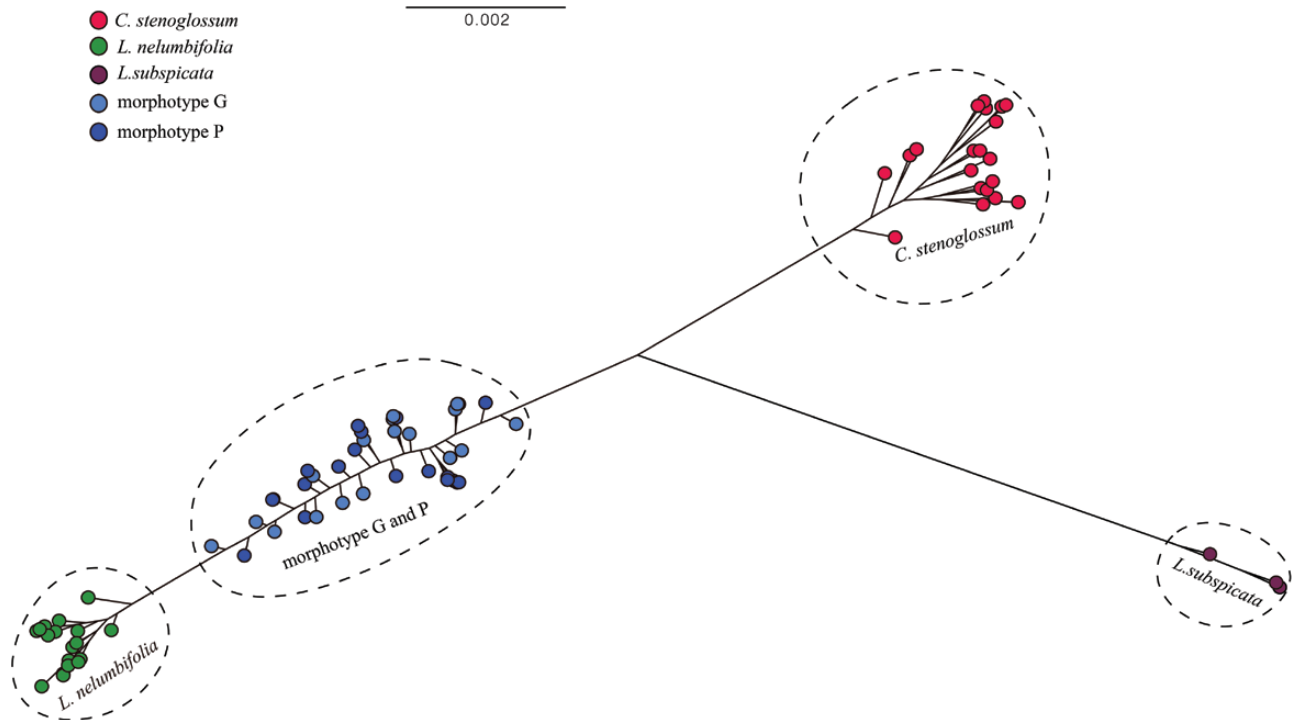 0.002
C. stenoglossum
L. nelumbifolia
L.subspicata
morphotype G
morphotype P
C. stenoglossum
morphotype G and P
L.subspicata
L. nelumbifolia